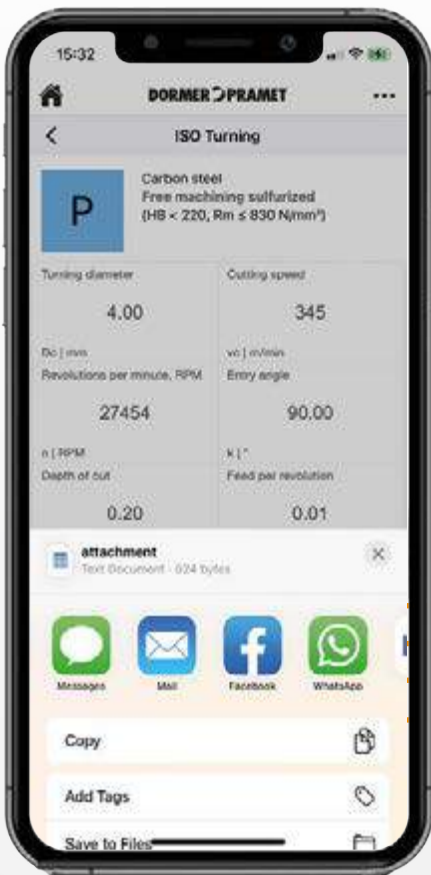 15:32
DORMER PRAMET
ISO Turning
P
Carbon steel
Free machining sulfurized
(HB < 220, Rm ≤ 830 N/mm²)
Turning diameter
Cutting speed
4.00
345
Dc | mm
vc | m/min
Revolutions per minute, RPM
Entry angle
27454
90.00
n | RPM
κ | °
Depth of cut
Feed per revolution
0.20
0.01
attachment
Text Document · 624 bytes
Messages
Mail
Facebook
WhatsApp
Copy
Add Tags
Save to Files